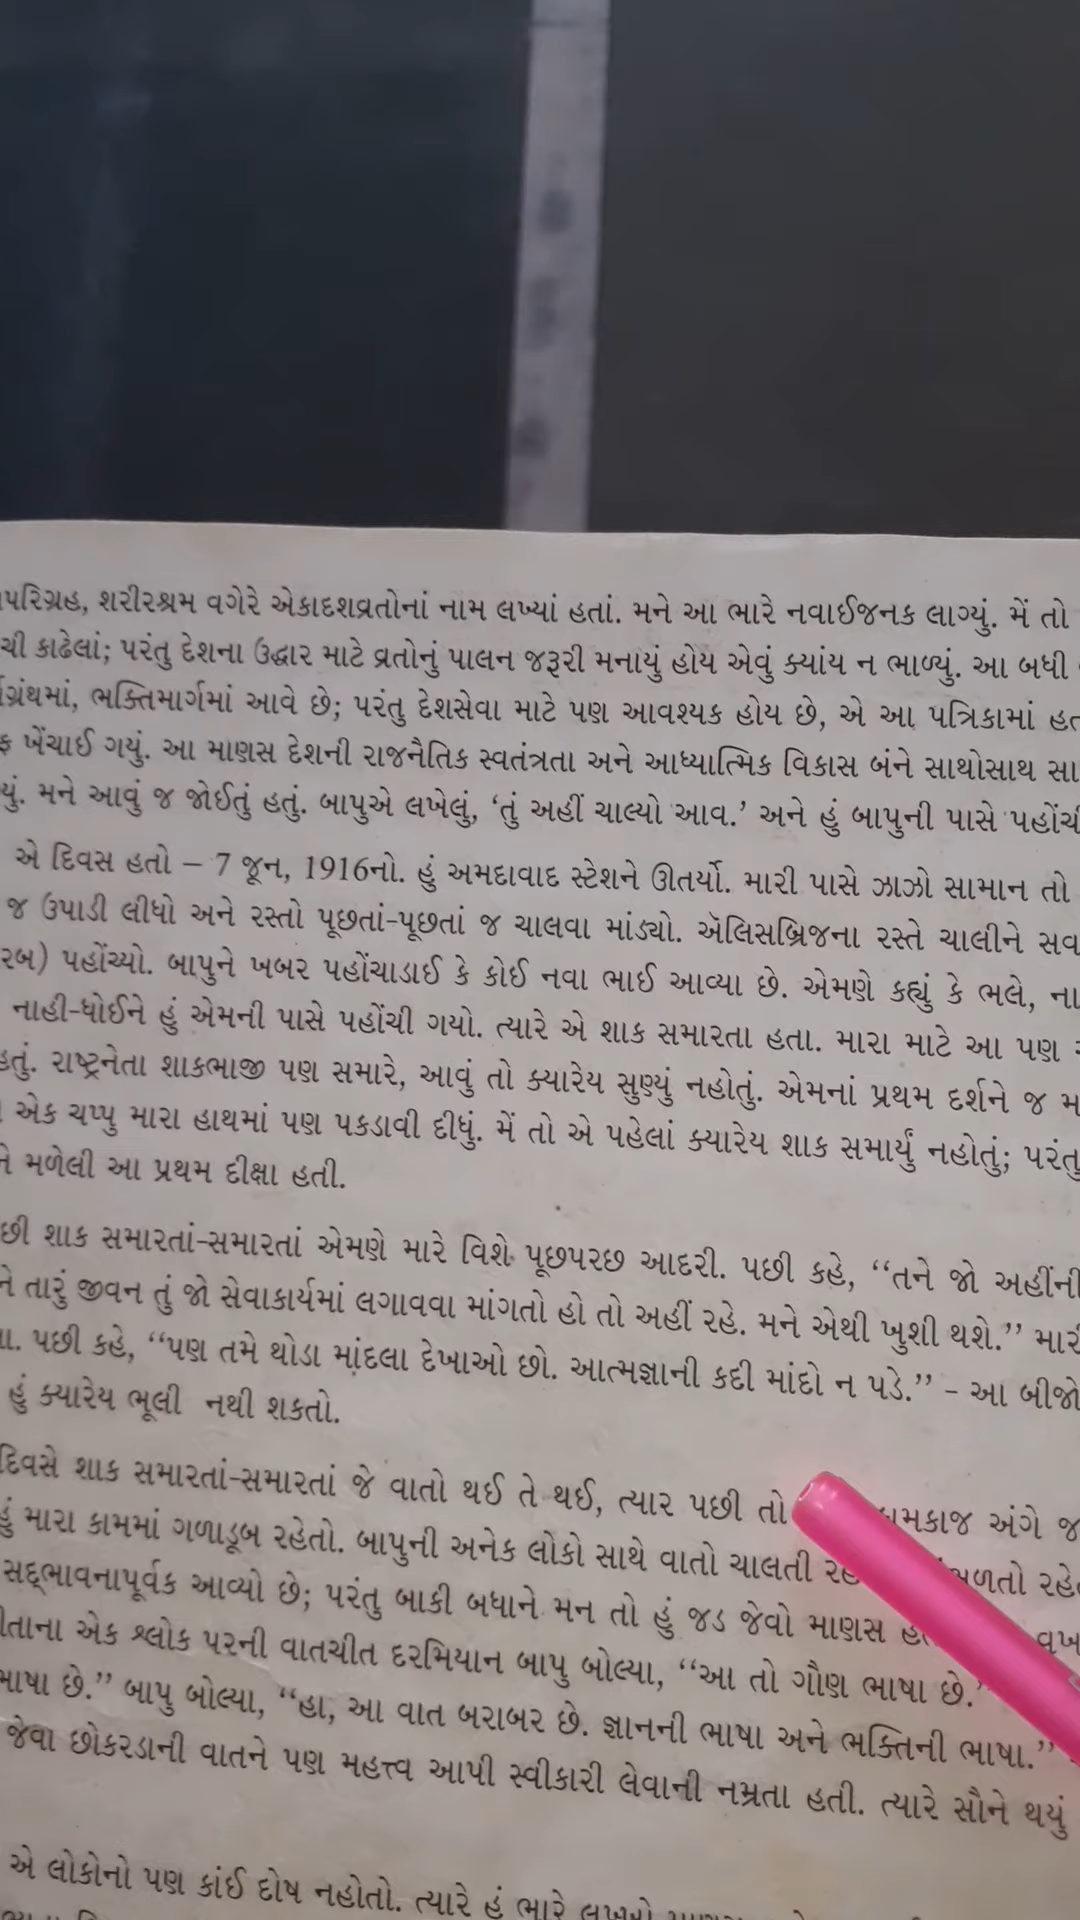 પરિગ્રહ, શરીરશ્રમ વગેરે એકાદશવ્રતોનાં નામ લખ્યાં હતાં. મને આ ભારે નવાઈજનક લાગ્યું. મેં તો
ચી કાઢેલાં; પરંતુ દેશના ઉદ્ધાર માટે વ્રતોનું પાલન જરૂરી મનાયું હોય એવું ક્યાંય ન ભાળ્યું. આ બધી
ગ્રંથમાં, ભક્તિમાર્ગમાં આવે છે; પરંતુ દેશસેવા માટે પણ આવશ્યક હોય છે, એ આ પત્રિકામાં હત
ખેંચાઈ ગયું. આ માણસ દેશની રાજનૈતિક સ્વતંત્રતા અને આધ્યાત્મિક વિકાસ બંને સાથોસાથ સા
યું. મને આવું જ જોઈતું હતું. બાપુએ લખેલું, ‘તું અહીં ચાલ્યો આવ.’ અને હું બાપુની પાસે પહોંચી
એ દિવસ હતો – 7 જૂન, 1916નો. હું અમદાવાદ સ્ટેશને ઊતર્યો. મારી પાસે ઝાઝો સામાન તો
જ ઉપાડી લીધો અને રસ્તો પૂછતાં-પૂછતાં જ ચાલવા માંડ્યો. ઍલિસબ્રિજના રસ્તે ચાલીને સવ
રબ) પહોંચ્યો. બાપુને ખબર પહોંચાડાઈ કે કોઈ નવા ભાઈ આવ્યા છે. એમણે કહ્યું કે ભલે, ના
નાહી-ધોઈને હું એમની પાસે પહોંચી ગયો. ત્યારે એ શાક સમારતા હતા. મારા માટે આ પણ
હતું. રાષ્ટ્રનેતા શાકભાજી પણ સમારે, આવું તો ક્યારેય સુણ્યું નહોતું. એમનાં પ્રથમ દર્શને જ મ
એક ચપ્પુ મારા હાથમાં પણ પકડાવી દીધું. મેં તો એ પહેલાં ક્યારેય શાક સમાર્યું નહોતું; પરંતુ
ને મળેલી આ પ્રથમ દીક્ષા હતી.
છી શાક સમારતાં-સમારતાં એમણે મારે વિશે પૂછપરછ આદરી. પછી કહે, “તને જો અહીંની
ને તારું જીવન તું જો સેવાકાર્યમાં લગાવવા માંગતો હો તો અહીં રહે. મને એથી ખુશી થશે.” મારી
ા. પછી કહે, “પણ તમે થોડા માંદલા દેખાઓ છો. આત્મજ્ઞાની કદી માંદો ન પડે.” – આ બીજો
હું ક્યારેય ભૂલી નથી શકતો.
દિવસે શાક સમારતાં-સમારતાં જે વાતો થઈ તે થઈ, ત્યાર પછી તો મકાજ અંગે જ
હું મારા કામમાં ગળાડૂબ રહેતો. બાપુની અનેક લોકો સાથે વાતો ચાલતી રહે ળતો રહે
સદ્ભાવનાપૂર્વક આવ્યો છે; પરંતુ બાકી બધાને મન તો હું જડ જેવો માણસ હ વખ
ીતાના એક શ્લોક પરની વાતચીત દરમિયાન બાપુ બોલ્યા, “આ તો ગૌણ ભાષા છે.
ભાષા છે.” બાપુ બોલ્યા, “હા, આ વાત બરાબર છે. જ્ઞાનની ભાષા અને ભક્તિની ભાષા.”
જેવા છોકરડાની વાતને પણ મહત્ત્વ આપી સ્વીકારી લેવાની નમ્રતા હતી. ત્યારે સૌને થયું
એ લોકોનો પણ કાંઈ દોષ નહોતો. ત્યારે હું ભારે